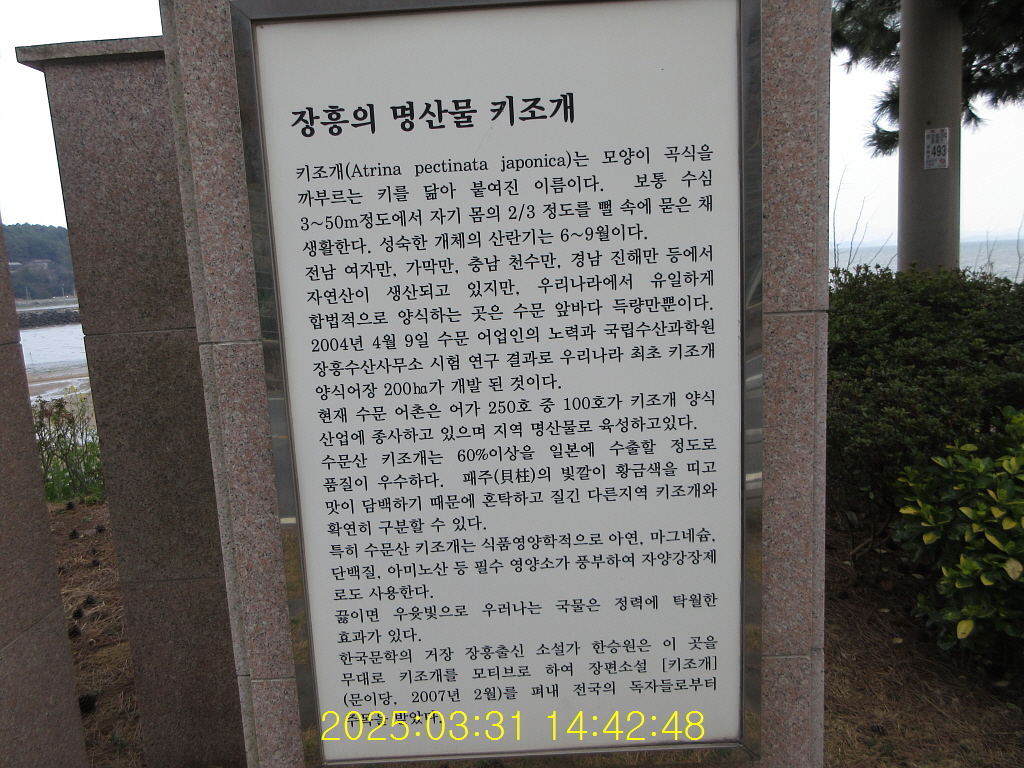 장흥의 명산물 키조개
키조개(Atrina pectinata japonica)는 모양이 곡식을
까부르는 키를 닮아 붙여진 이름이다. 보통 수심
3~50m정도에서 자기 몸의 2/3 정도를 뻘 속에 묻은 채
생활한다. 성숙한 개체의 산란기는 6~9월이다.
전남 여자만, 가막만, 충남 천수만, 경남 진해만 등에서
자연산이 생산되고 있지만, 우리나라에서 유일하게
합법적으로 양식하는 곳은 수문 앞바다 득량만뿐이다.
2004년 4월 9일 수문 어업인의 노력과 국립수산과학원
장흥수산사무소 시험 연구 결과로 우리나라 최초 키조개
양식어장 200㏊가 개발 된 것이다.
현재 수문 어촌은 어가 250호 중 100호가 키조개 양식
산업에 종사하고 있으며 지역 명산물로 육성하고있다.
수문산 키조개는 60%이상을 일본에 수출할 정도로
품질이 우수하다. 패주(貝柱)의 빛깔이 황금색을 띠고
맛이 담백하기 때문에 혼탁하고 질긴 다른지역 키조개와
확연히 구분할 수 있다.
특히 수문산 키조개는 식품영양학적으로 아연, 마그네슘,
단백질, 아미노산 등 필수 영양소가 풍부하여 자양강장제
로도 사용한다.
끓이면 우윳빛으로 우러나는 국물은 정력에 탁월한
효과가 있다.
한국문학의 거장 장흥출신 소설가 한승원은 이 곳을
무대로 키조개를 모티브로 하여 장편소설 [키조개]
(문이당, 2007년 2월)를 펴내 전국의 독자들로부터
받았다.
2025:03:31 14:42:48
493